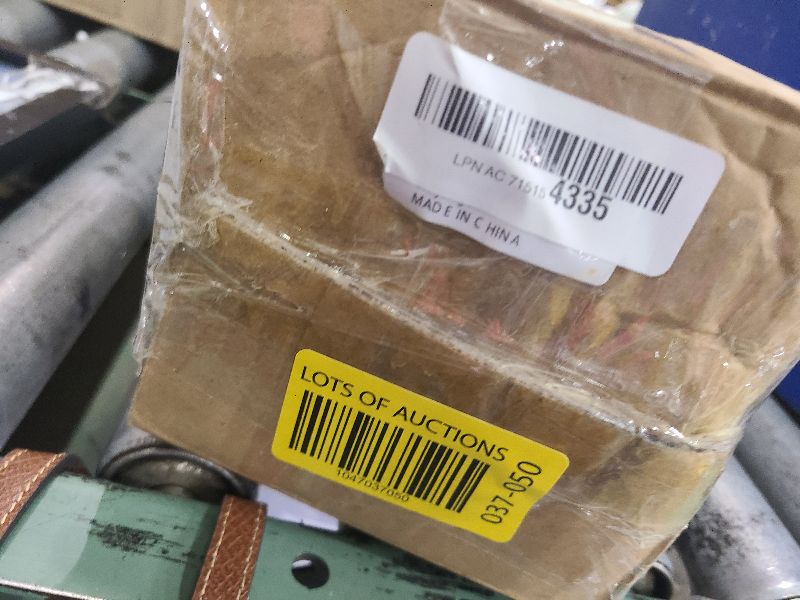 LPN AC 71515 4335
MADE IN CHINA
LOTS OF AUCTIONS
1047037050
037-050